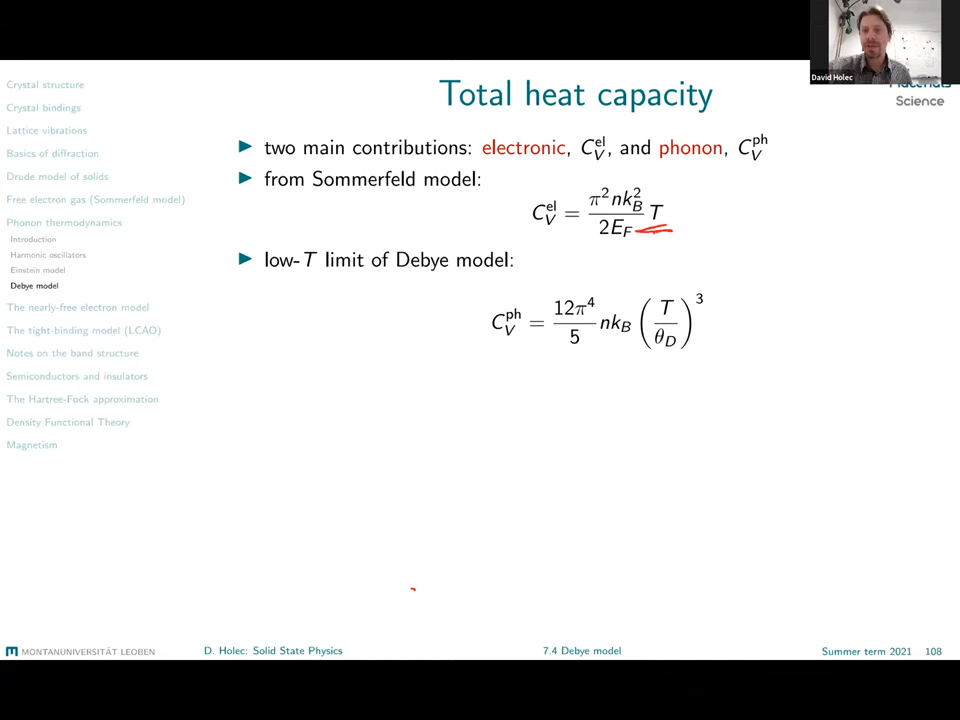 David Holec
Materials
Science
Total heat capacity
Crystal structure
Crystal bindings
Lattice vibrations
Basics of diffraction
Drude model of solids
Free electron gas (Sommerfeld model)
Phonon thermodynamics
Introduction
Harmonic oscillators
Einstein model
Debye model
The nearly-free electron model
The tight-binding model (LCAO)
Notes on the band structure
Semiconductors and insulators
The Hartree-Fock approximation
Density Functional Theory
Magnetism
▶ two main contributions: electronic, C_V^el, and phonon, C_V^ph
▶ from Sommerfeld model:
C_V^el = π²nk_B² / 2E_F T
▶ low-T limit of Debye model:
C_V^ph = 12π⁴ / 5 nk_B (T / θ_D)³
MONTANUNIVERSITÄT LEOBEN
D. Holec: Solid State Physics
7.4 Debye model
Summer term 2021 108